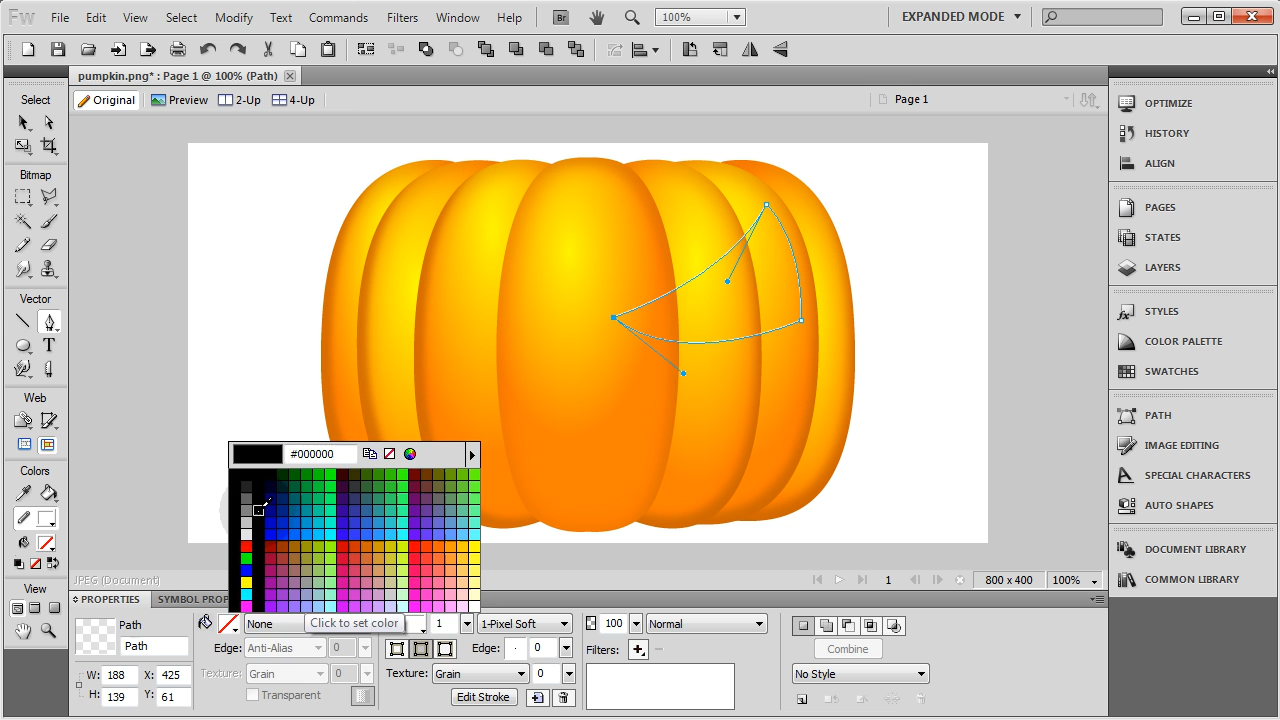 Fw File Edit View Select Modify Text Commands Filters Window Help Br 100% EXPANDED MODE
pumpkin.png* : Page 1 @ 100% (Path)
Original Preview 2-Up 4-Up Page 1
Select
Bitmap
Vector
T
Web
Colors
View
OPTIMIZE
HISTORY
ALIGN
PAGES
STATES
LAYERS
STYLES
COLOR PALETTE
SWATCHES
PATH
IMAGE EDITING
SPECIAL CHARACTERS
AUTO SHAPES
DOCUMENT LIBRARY
COMMON LIBRARY
#000000
JPEG (Document) 1 800 x 400 100%
PROPERTIES SYMBOL PROP
Path
Path
W: 188 X: 425
H: 139 Y: 61
None Click to set color 1 1-Pixel Soft 100 Normal
Edge: Anti-Alias 0 Edge: 0 Filters: Combine
Texture: Grain 0 Texture: Grain 0 No Style
Transparent Edit Stroke